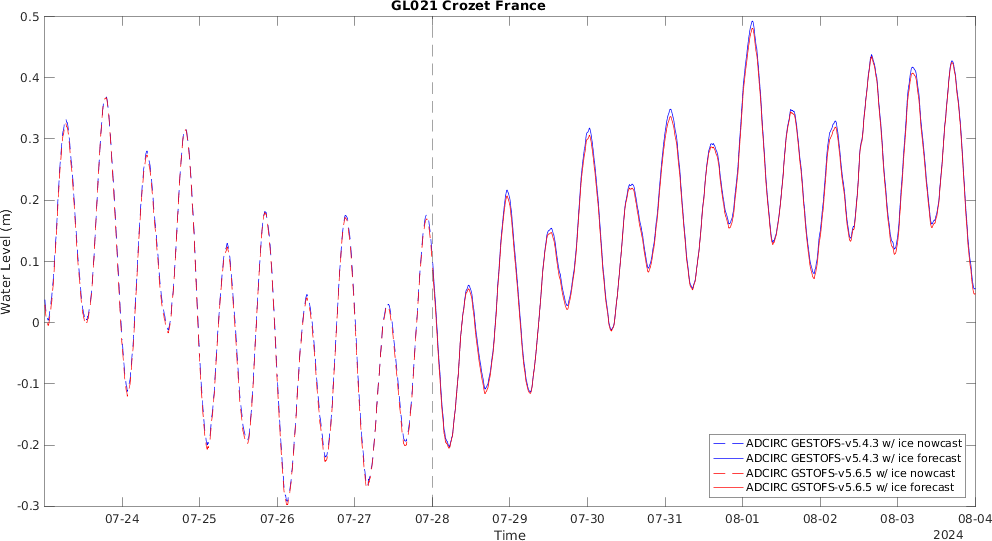 GL021 Crozet France
0.5
0.4
0.3
0.2
0.1
0
-0.1
-0.2
-0.3
Water Level (m)
ADCIRC GESTOFS-v5.4.3 w/ ice nowcast
ADCIRC GESTOFS-v5.4.3 w/ ice forecast
ADCIRC GSTOFS-v5.6.5 w/ ice nowcast
ADCIRC GSTOFS-v5.6.5 w/ ice forecast
07-24 07-25 07-26 07-27 07-28 07-29 07-30 07-31 08-01 08-02 08-03 08-04
Time
2024